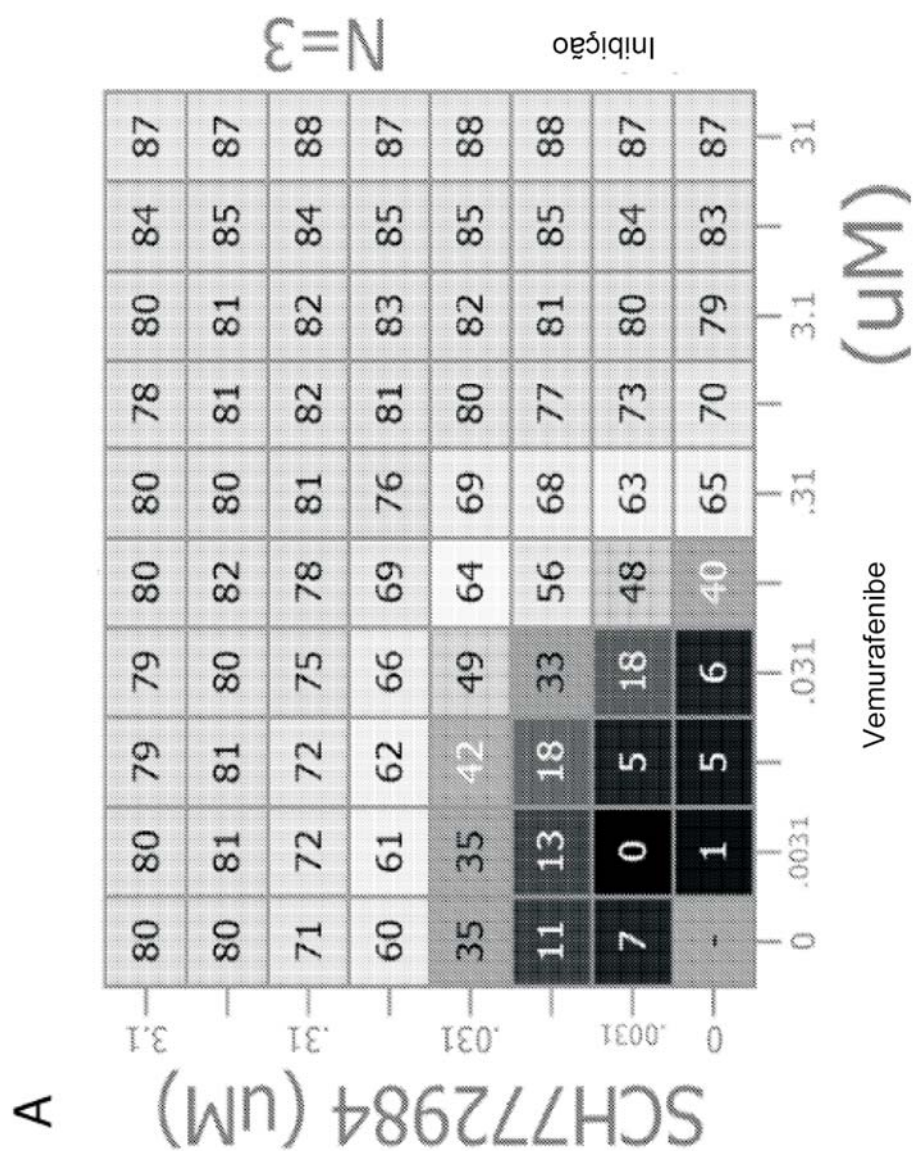 A
N=3
Inibição
SCH772984 (uM)
3.1 80 80 79 79 80 80 78 80 84 87
80 81 81 80 82 80 81 81 85 87
.31 71 72 72 75 78 81 82 82 84 88
60 61 62 66 69 76 81 83 85 87
.031 35 35 42 49 64 69 80 82 85 88
11 13 18 33 56 68 77 81 85 88
.0031 7 0 5 18 48 63 73 80 84 87
0 - 1 5 6 40 65 70 79 83 87
0 .0031 .031 .31 3.1 31
Vemurafenibe (uM)